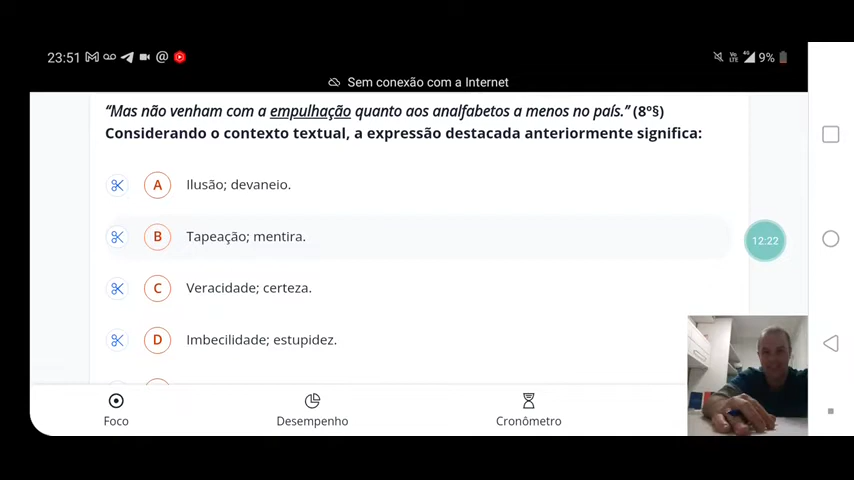 23:51
9%
Sem conexão com a Internet
“Mas não venham com a empulhação quanto aos analfabetos a menos no país.” (8º§)
Considerando o contexto textual, a expressão destacada anteriormente significa:
A Ilusão; devaneio.
B Tapeação; mentira.
12:22
C Veracidade; certeza.
D Imbecilidade; estupidez.
Foco
Desempenho
Cronômetro